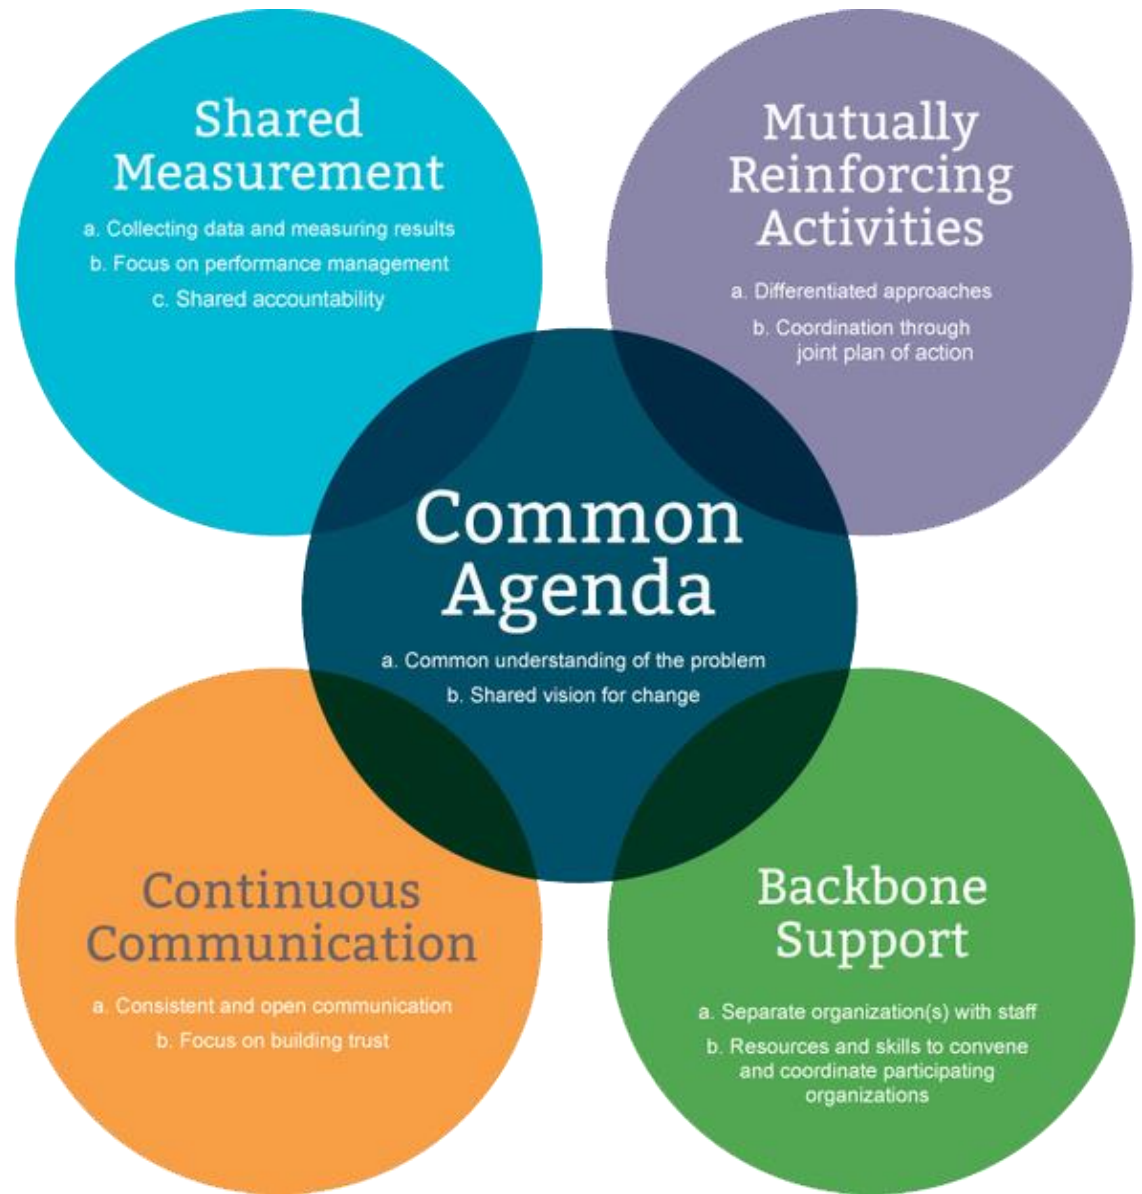 Shared
Measurement
a. Collecting data and measuring results
b. Focus on performance management
c. Shared accountability
Mutually
Reinforcing
Activities
a. Differentiated approaches
b. Coordination through
joint plan of action
Common
Agenda
a. Common understanding of the problem
b. Shared vision for change
Continuous
Communication
a. Consistent and open communication
b. Focus on building trust
Backbone
Support
a. Separate organization(s) with staff
b. Resources and skills to convene
and coordinate participating
organizations